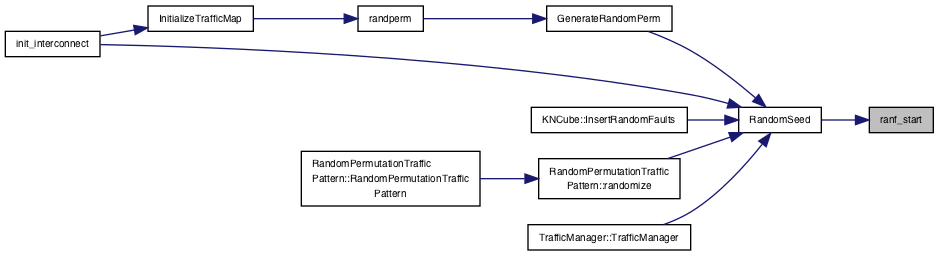 InitializeTrafficMap
randperm
GenerateRandomPerm
init_interconnect
KNCube::InsertRandomFaults
RandomSeed
ranf_start
RandomPermutationTraffic
Pattern::RandomPermutationTraffic
Pattern
RandomPermutationTraffic
Pattern::randomize
TrafficManager::TrafficManager